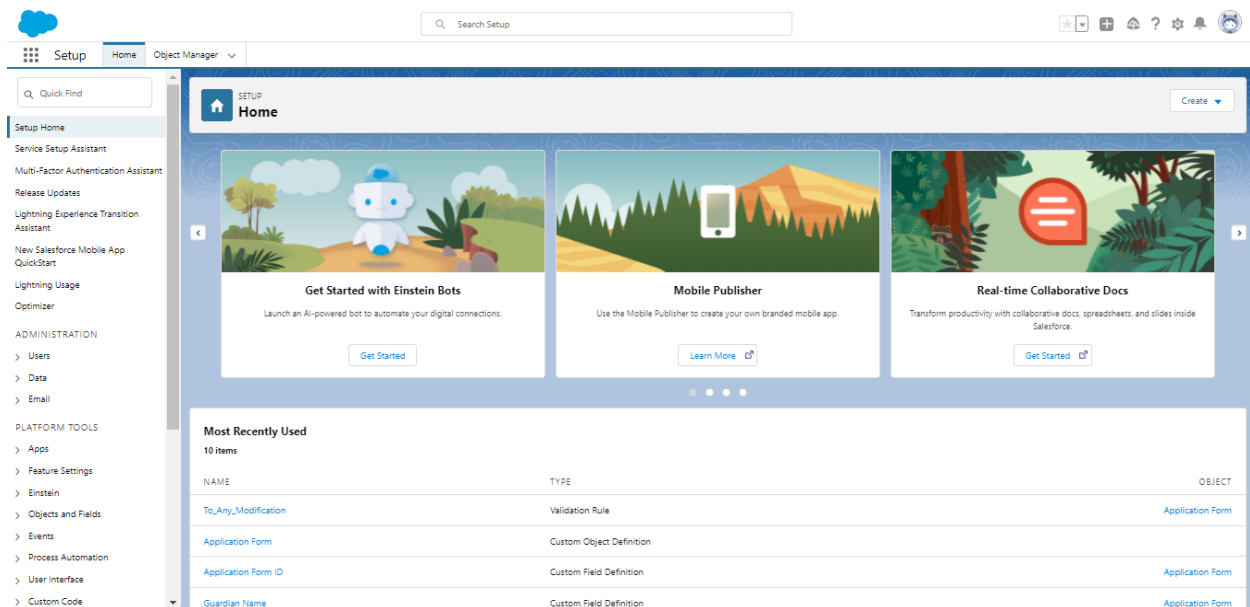 Search Setup
Setup
Home
Object Manager
Quick Find
Setup Home
Service Setup Assistant
Multi-Factor Authentication Assistant
Release Updates
Lightning Experience Transition
Assistant
New Salesforce Mobile App
QuickStart
Lightning Usage
Optimizer
ADMINISTRATION
Users
Data
Email
PLATFORM TOOLS
Apps
Feature Settings
Einstein
Objects and Fields
Events
Process Automation
User Interface
Custom Code
SETUP
Home
Create
Get Started with Einstein Bots
Launch an AI-powered bot to automate your digital connections.
Get Started
Mobile Publisher
Use the Mobile Publisher to create your own branded mobile app.
Learn More
Real-time Collaborative Docs
Transform productivity with collaborative docs, spreadsheets, and slides inside
Salesforce.
Get Started
Most Recently Used
10 items
NAME TYPE OBJECT
To_Any_Modification Validation Rule Application Form
Application Form Custom Object Definition
Application Form ID Custom Field Definition Application Form
Guardian Name Custom Field Definition Application Form